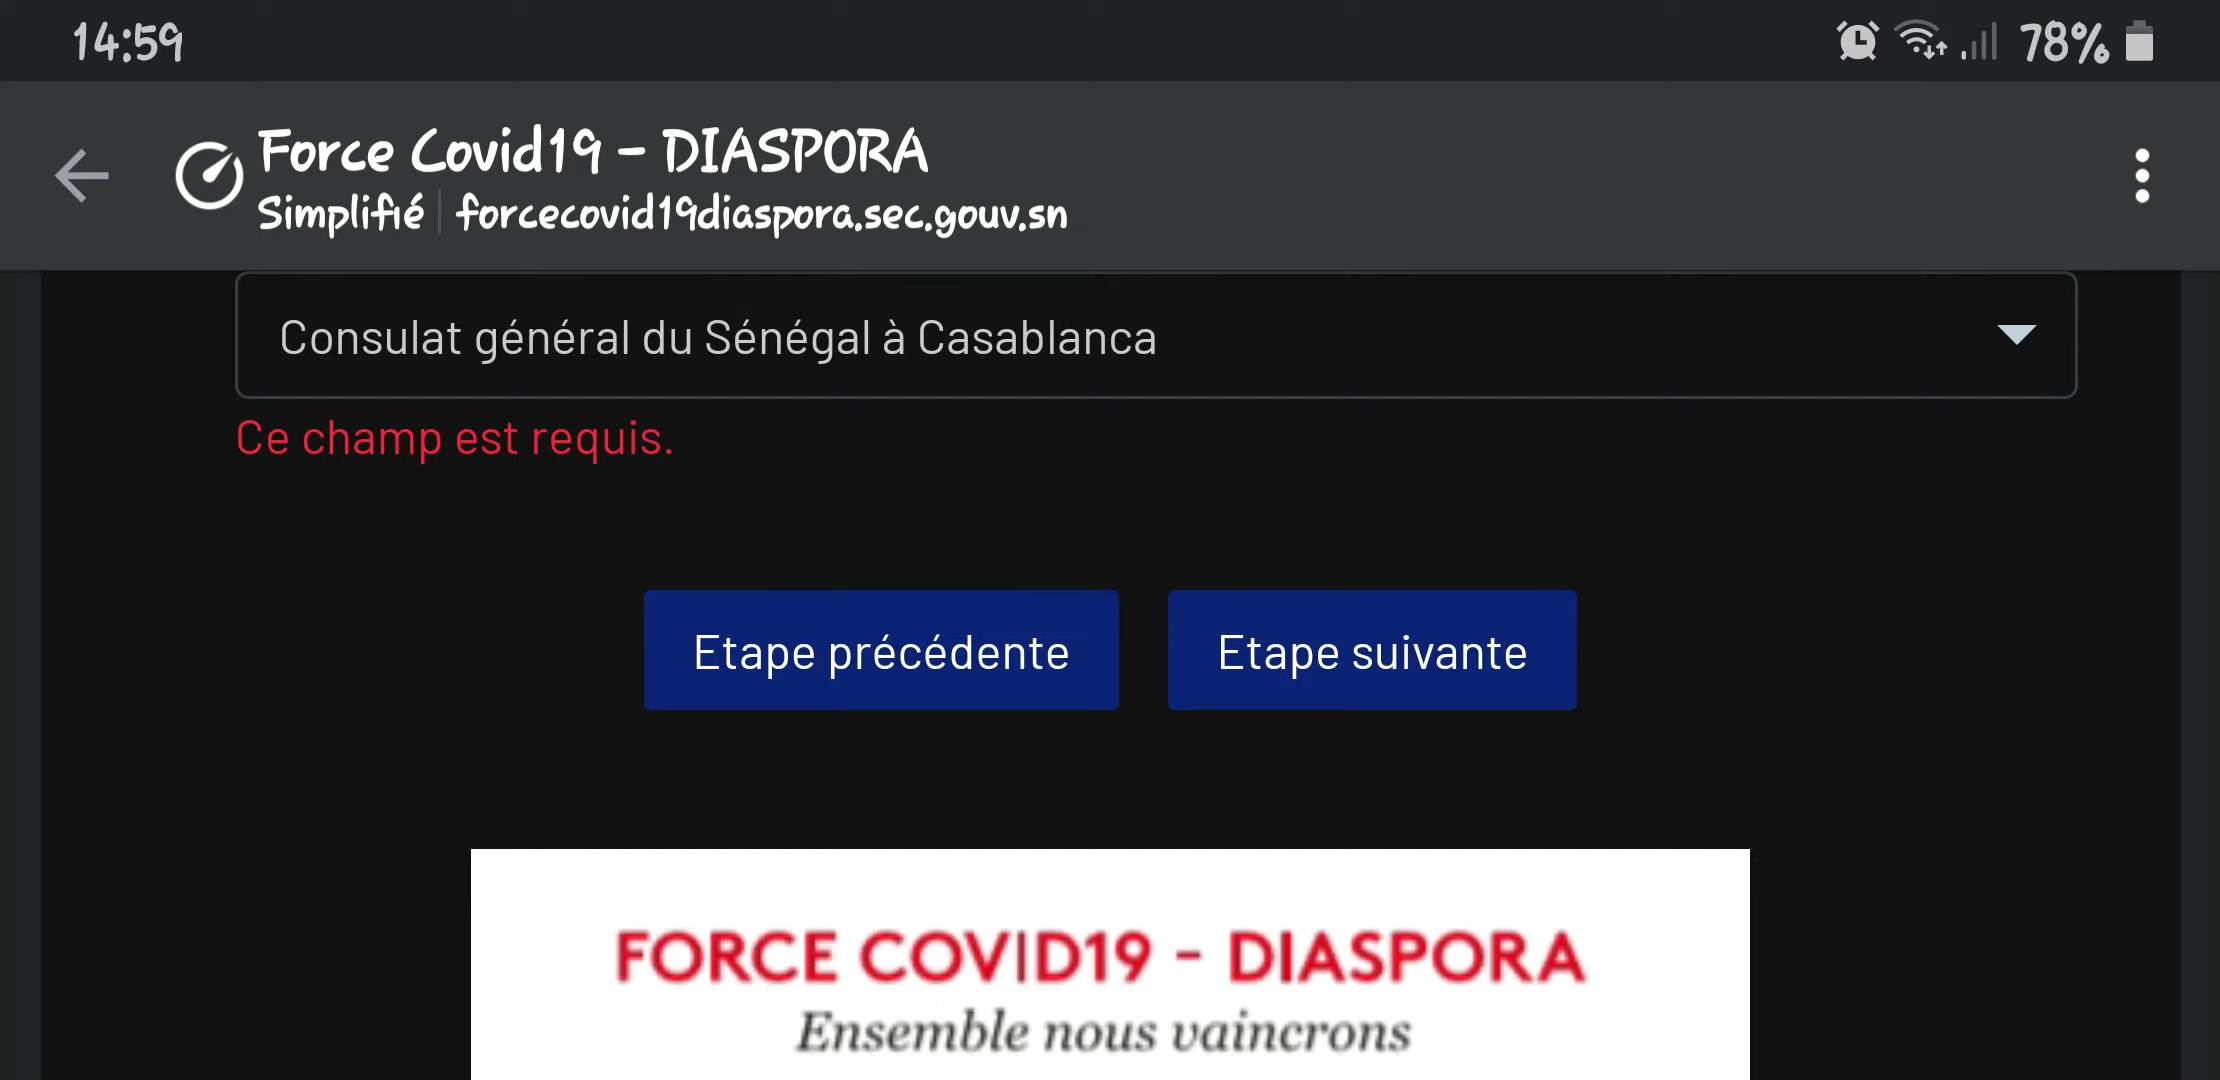 14:59
78%
Force Covid19 - DIASPORA
Simplifié | forcecovid19diaspora.sec.gouv.sn
Consulat général du Sénégal à Casablanca
Ce champ est requis.
Etape précédente
Etape suivante
FORCE COVID19 - DIASPORA
Ensemble nous vaincrons